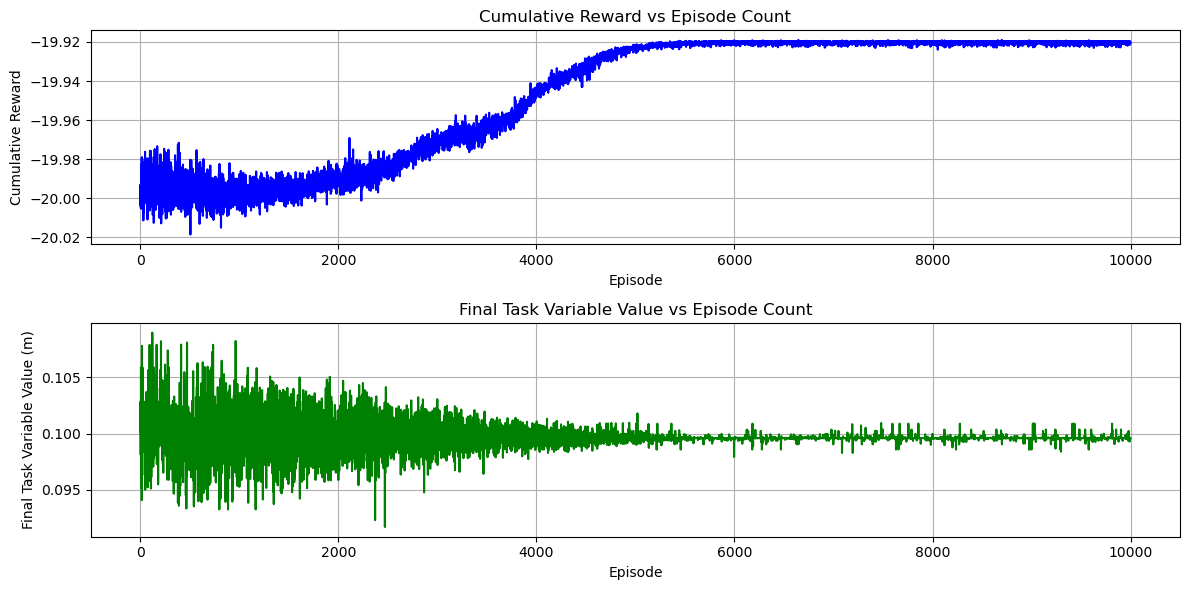 Cumulative Reward vs Episode Count
Cumulative Reward
−19.92
−19.94
−19.96
−19.98
−20.00
−20.02
0 2000 4000 6000 8000 10000
Episode
Final Task Variable Value vs Episode Count
Final Task Variable Value (m)
0.105
0.100
0.095
0 2000 4000 6000 8000 10000
Episode